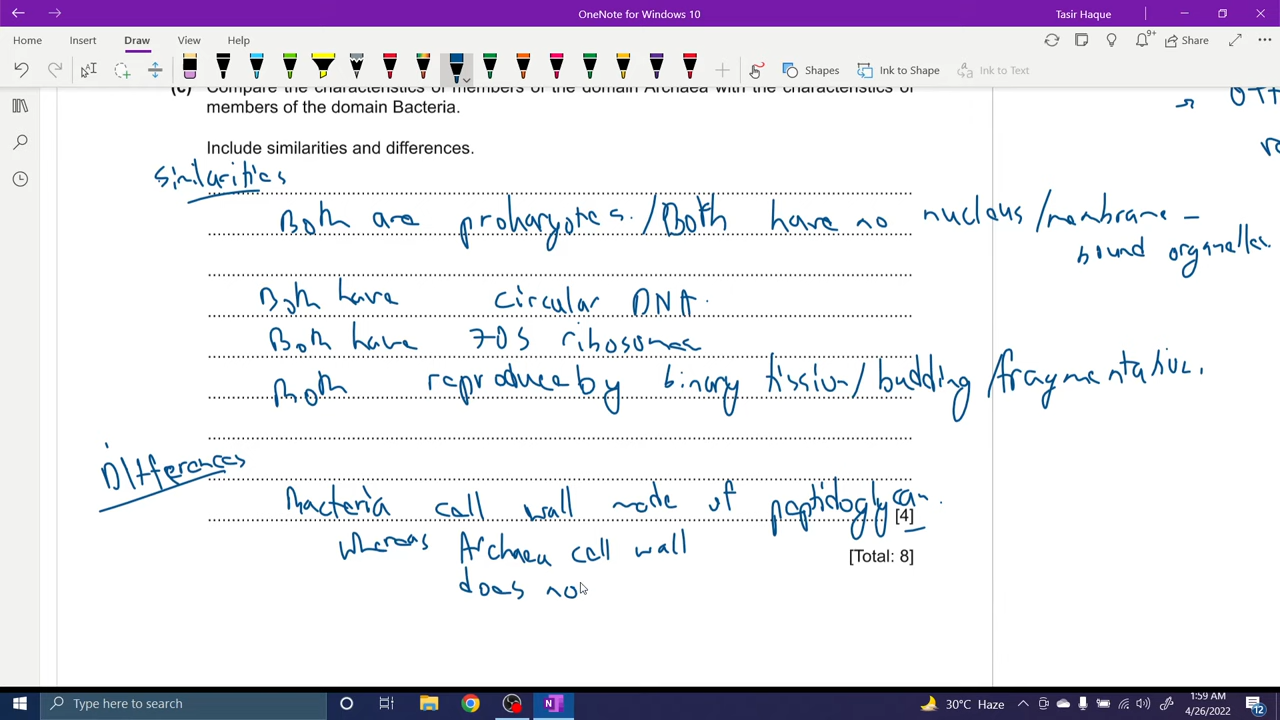 OneNote for Windows 10
Tasir Haque
Home Insert Draw View Help
9+
Share
Shapes
Ink to Shape
Ink to Text
(c) Compare the characteristics of members of the domain Archaea with the characteristics of
members of the domain Bacteria.
Include similarities and differences.
Similarities
Both are prokaryotes. / Both have no nucleus / membrane -
bound organelles.
Both have circular DNA.
Both have 70S ribosomes
Both reproduce by binary fission / budding / fragmentation.
Differences
Bacteria cell wall made of peptidoglycan.
[4]
whereas Archaea cell wall
[Total: 8]
does no
Type here to search
30°C Haze
1:59 AM
4/26/2022
12